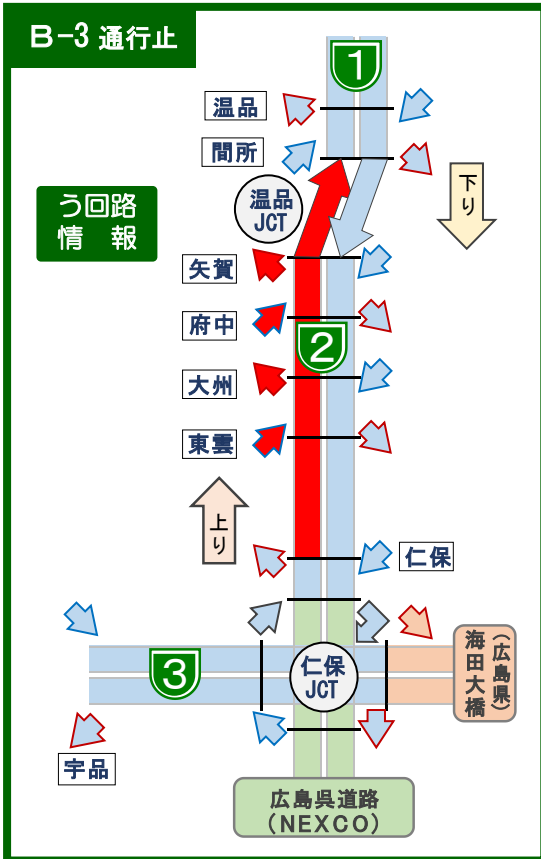 B-3 通行止
1
温品
間所
下り
う回路
情報
温品
JCT
矢賀
府中
2
大州
東雲
上り
仁保
仁保
JCT
3
海田大橋
(広島県)
宇品
広島呉道路
(NEXCO)